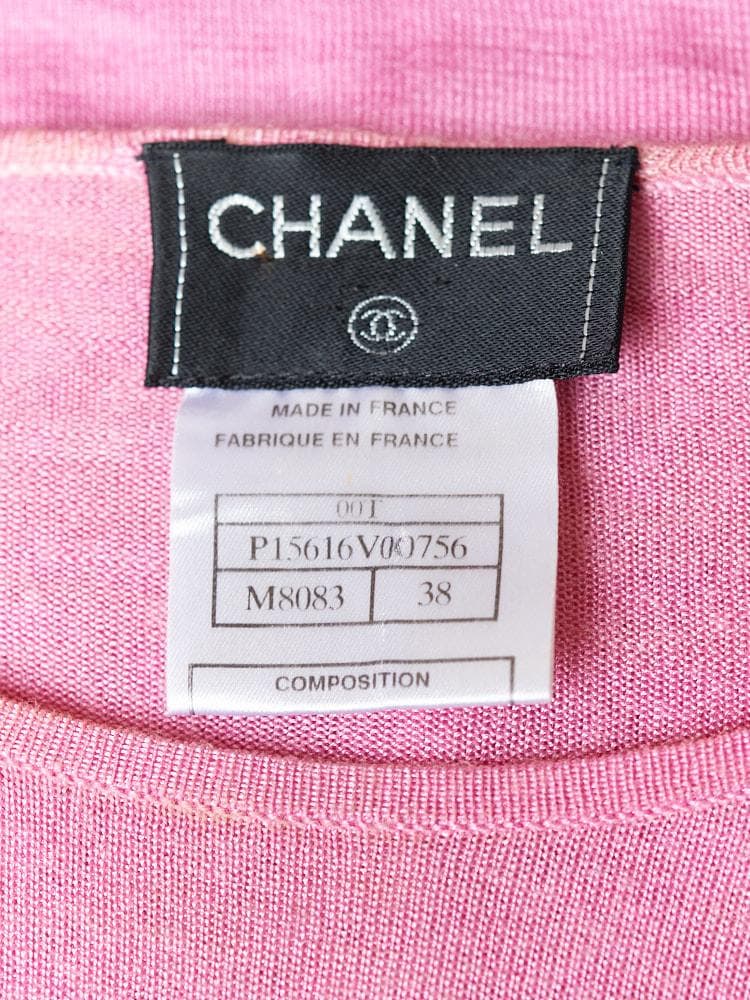 CHANEL
MADE IN FRANCE
FABRIQUE EN FRANCE
00T
P15616V00756
M8083 38
COMPOSITION